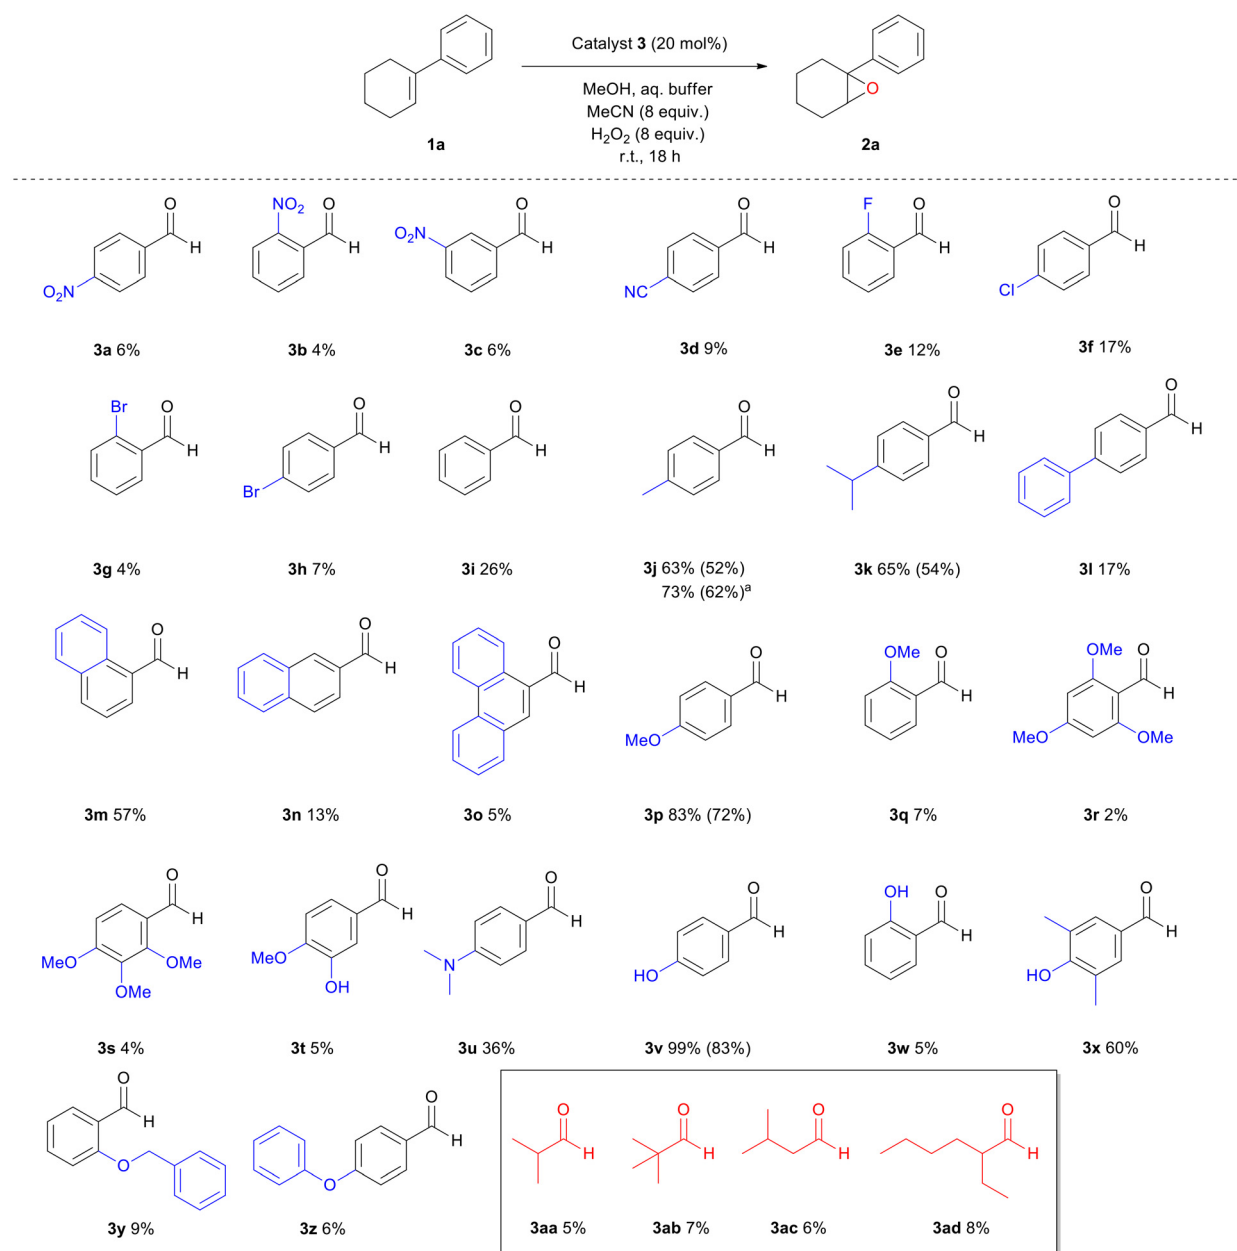 Catalyst 3 (20 mol%)
MeOH, aq. buffer
MeCN (8 equiv.)
H₂O₂ (8 equiv.)
r.t., 18 h
1a
O
2a
O₂N
O
H
3a 6%
NO₂
O
H
3b 4%
O₂N
O
H
3c 6%
NC
O
H
3d 9%
F
O
H
3e 12%
Cl
O
H
3f 17%
Br
O
H
3g 4%
Br
O
H
3h 7%
O
H
3i 26%
O
H
3j 63% (52%)
73% (62%)ᵃ
O
H
3k 65% (54%)
O
H
3l 17%
O
H
3m 57%
O
H
3n 13%
O
H
3o 5%
MeO
O
H
3p 83% (72%)
OMe
O
H
3q 7%
OMe
O
H
MeO
OMe
3r 2%
O
H
MeO
OMe
OMe
3s 4%
O
H
MeO
OH
3t 5%
O
H
N
3u 36%
O
H
HO
3v 99% (83%)
OH
O
H
3w 5%
O
H
HO
3x 60%
O
H
O
3y 9%
O
H
O
3z 6%
O
H
3aa 5%
O
H
3ab 7%
O
H
3ac 6%
O
H
3ad 8%